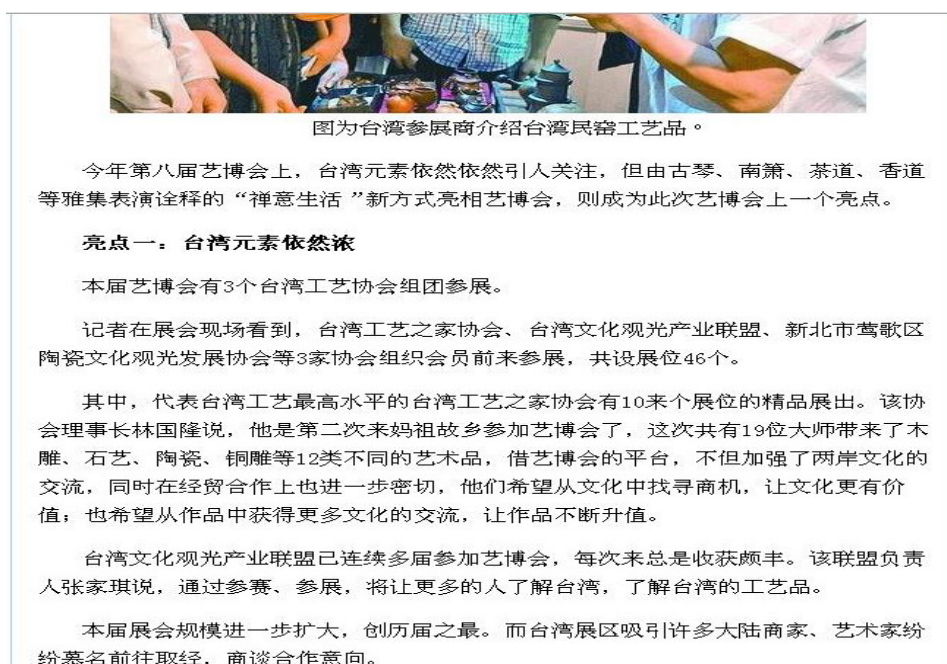 图为台湾参展商介绍台湾民窑工艺品。
今年第八届艺博会上，台湾元素依然依然引人关注，但由古琴、南箫、茶道、香道
等雅集表演诠释的“禅意生活 ”新方式亮相艺博会，则成为此次艺博会上一个亮点。
亮点一：台湾元素依然浓
本届艺博会有3个台湾工艺协会组团参展。
记者在展会现场看到，台湾工艺之家协会、台湾文化观光产业联盟、新北市莺歌区
陶瓷文化观光发展协会等3家协会组织会员前来参展，共设展位46个。
其中，代表台湾工艺最高水平的台湾工艺之家协会有10来个展位的精品展出。该协
会理事长林国隆说，他是第二次来妈祖故乡参加艺博会了，这次共有19位大师带来了木
雕、石艺、陶瓷、铜雕等12类不同的艺术品，借艺博会的平台，不但加强了两岸文化的
交流，同时在经贸合作上也进一步密切，他们希望从文化中找寻商机，让文化更有价
值；也希望从作品中获得更多文化的交流，让作品不断升值。
台湾文化观光产业联盟已连续多届参加艺博会，每次来总是收获颇丰。该联盟负责
人张家琪说，通过参赛、参展，将让更多的人了解台湾，了解台湾的工艺品。
本届展会规模进一步扩大，创历届之最。而台湾展区吸引许多大陆商家、艺术家纷
纷慕名前往取经，商谈合作意向。